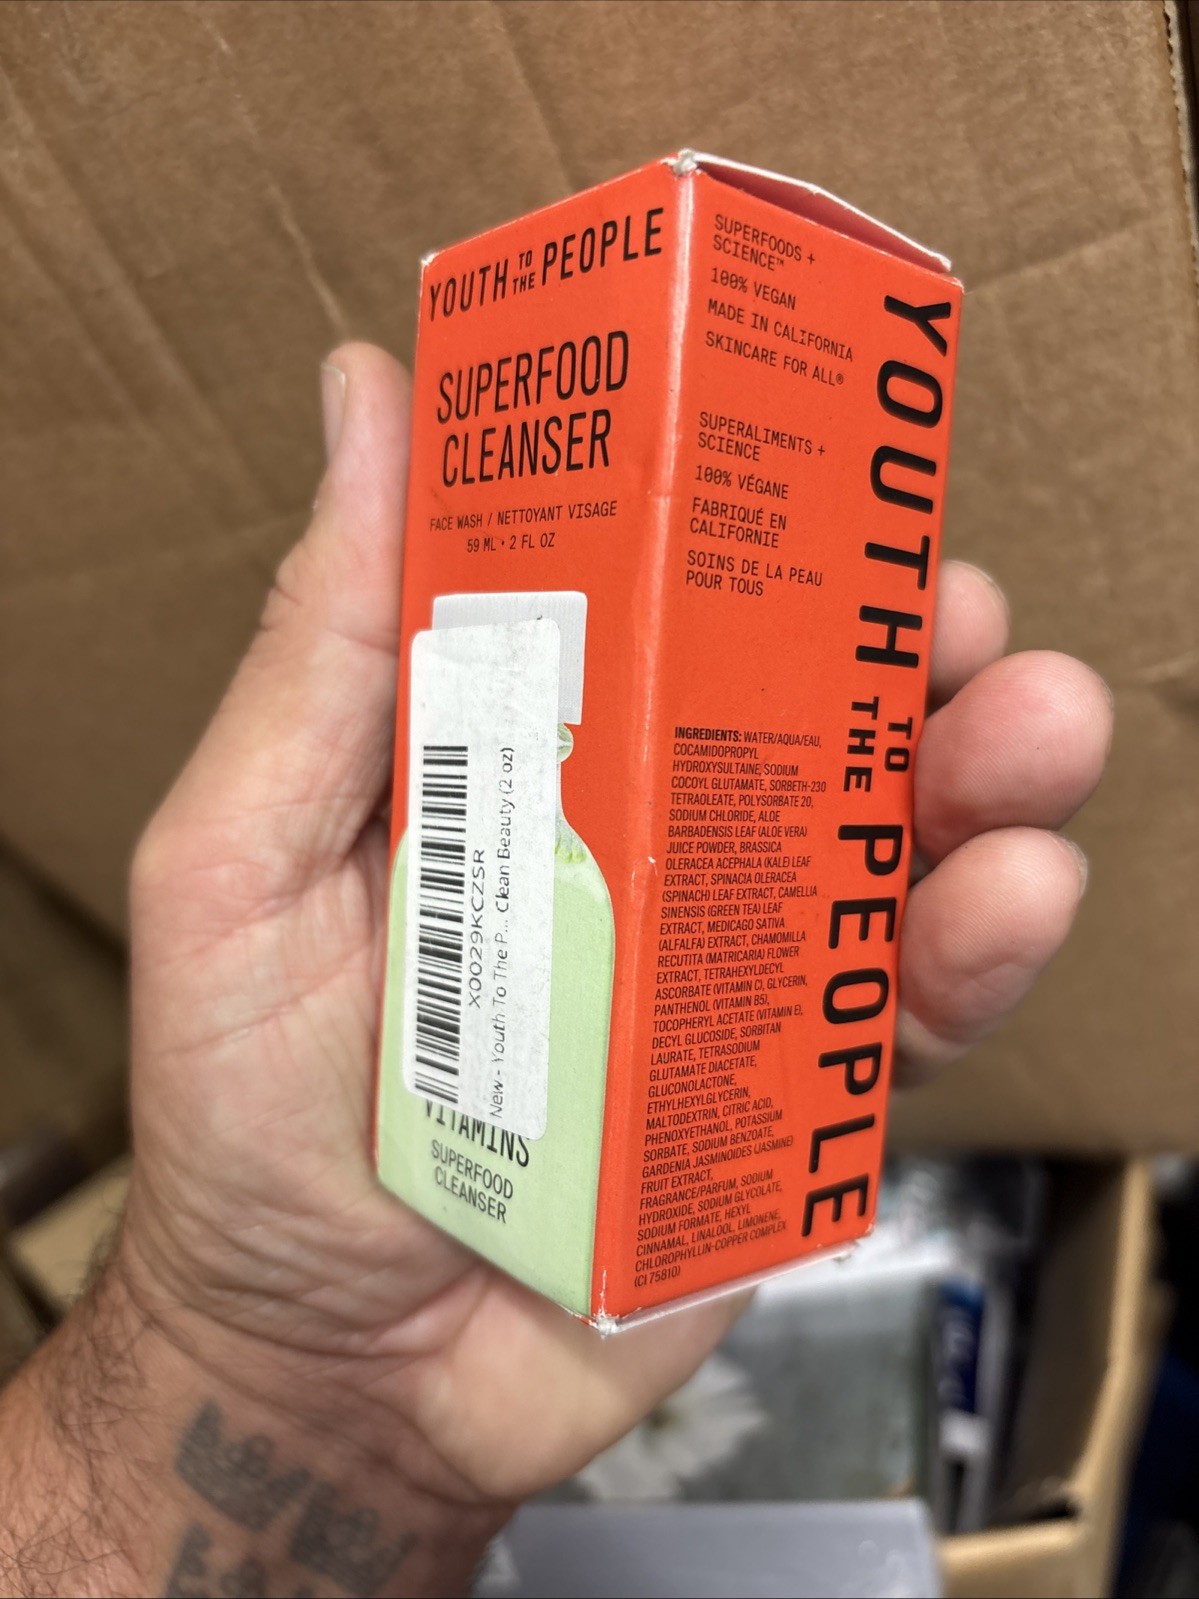 YOUTH TO THE PEOPLE
SUPERFOOD
CLEANSER
FACE WASH / NETTOYANT VISAGE
59 ML • 2 FL OZ
X0029KCZSR
New - Youth To The P... Clean Beauty (2 oz)
VITAMINS
SUPERFOOD
CLEANSER
SUPERFOODS +
SCIENCE™
100% VEGAN
MADE IN CALIFORNIA
SKINCARE FOR ALL®
SUPERALIMENTS +
SCIENCE
100% VÉGANE
FABRIQUÉ EN
CALIFORNIE
SOINS DE LA PEAU
POUR TOUS
INGREDIENTS: WATER/AQUA/EAU,
COCAMIDOPROPYL
HYDROXYSULTAINE, SODIUM
COCOYL GLUTAMATE, SORBETH-230
TETRAOLEATE, POLYSORBATE 20,
SODIUM CHLORIDE, ALOE
BARBADENSIS LEAF (ALOE VERA)
JUICE POWDER, BRASSICA
OLERACEA ACEPHALA (KALE) LEAF
EXTRACT, SPINACIA OLERACEA
(SPINACH) LEAF EXTRACT, CAMELLIA
SINENSIS (GREEN TEA) LEAF
EXTRACT, MEDICAGO SATIVA
(ALFALFA) EXTRACT, CHAMOMILLA
RECUTITA (MATRICARIA) FLOWER
EXTRACT, TETRAHEXYLDECYL
ASCORBATE (VITAMIN C), GLYCERIN,
PANTHENOL (VITAMIN B5),
TOCOPHERYL ACETATE (VITAMIN E),
DECYL GLUCOSIDE, SORBITAN
LAURATE, TETRASODIUM
GLUTAMATE DIACETATE,
GLUCONOLACTONE,
ETHYLHEXYLGLYCERIN,
MALTODEXTRIN, CITRIC ACID,
PHENOXYETHANOL, POTASSIUM
SORBATE, SODIUM BENZOATE,
GARDENIA JASMINOIDES (JASMINE)
FRUIT EXTRACT,
FRAGRANCE/PARFUM, SODIUM
HYDROXIDE, SODIUM GLYCOLATE,
SODIUM FORMATE, HEXYL
CINNAMAL, LINALOOL, LIMONENE,
CHLOROPHYLLIN-COPPER COMPLEX
(CI 75810)
YOUTH TO THE PEOPLE